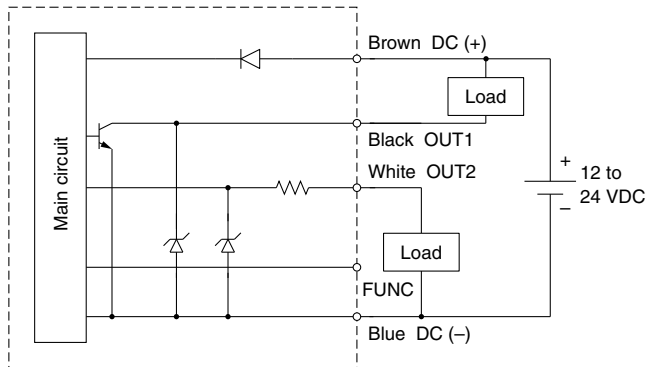 Main circuit
Brown DC (+)
Load
Black OUT1
White OUT2
+
12 to
24 VDC
–
Load
FUNC
Blue DC (–)